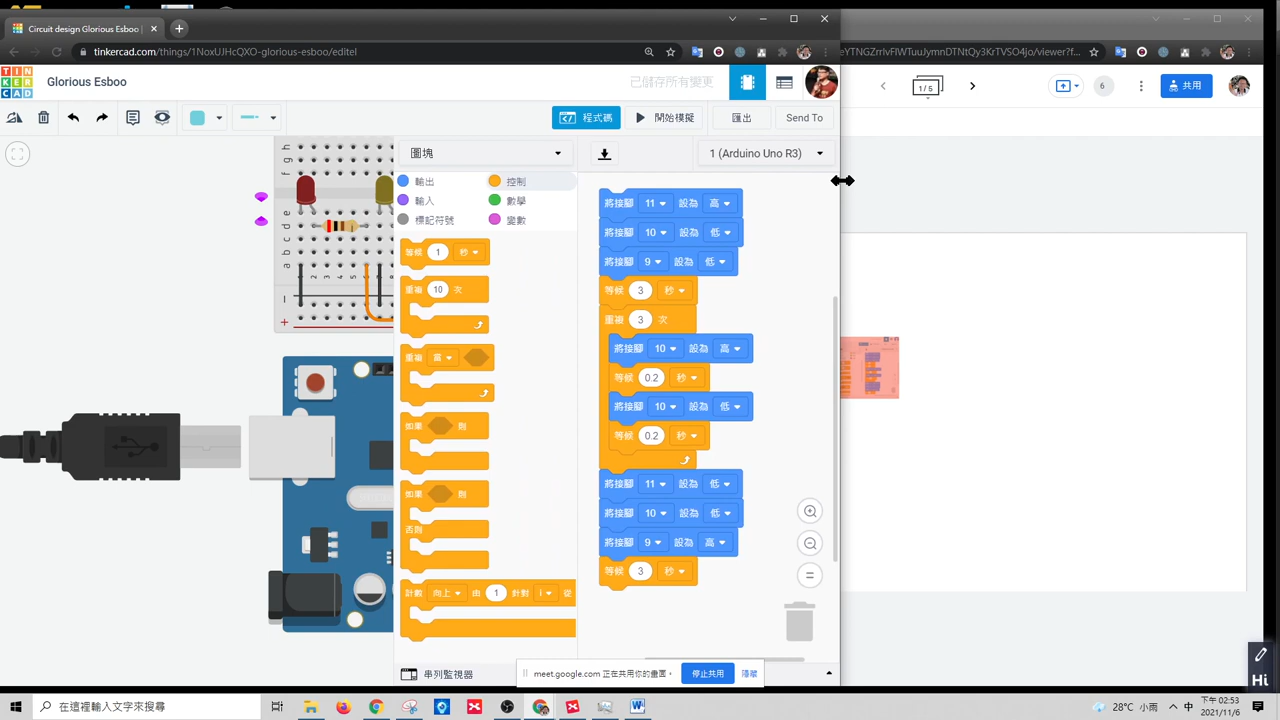 Circuit design Glorious Esboo |
tinkercad.com/things/1NoxUJHcQXO-glorious-esboo/editel
eYTNGZrrIvFIWTuuJymnDTNtQy3KrTVSO4Jo/viewer?f...
TIN
KER
CAD
Glorious Esboo
已儲存所有變更
1 / 5
6
共用
程式碼
開始模擬
匯出
Send To
圖塊
1 (Arduino Uno R3)
輸出
控制
輸入
數學
標記符號
變數
等候 1 秒
重複 10 次
重複 當
如果 則
如果 則
否則
計數 向上 由 1 針對 i 從
將接腳 11 設為 高
將接腳 10 設為 低
將接腳 9 設為 低
等候 3 秒
重複 3 次
將接腳 10 設為 高
等候 0.2 秒
將接腳 10 設為 低
等候 0.2 秒
將接腳 11 設為 低
將接腳 10 設為 低
將接腳 9 設為 高
等候 3 秒
h
g
f
e
d
c
b
a
串列監視器
meet.google.com 正在共用你的畫面。
停止共用
隱藏
Hi
在這裡輸入文字來搜尋
28°C 小雨
中
下午 02:53
2021/11/6